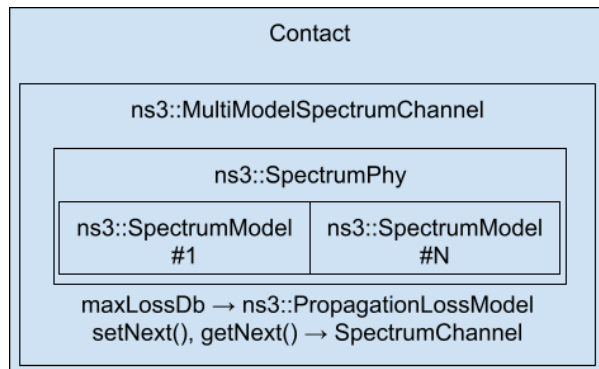 Contact
ns3::MultiModelSpectrumChannel
ns3::SpectrumPhy
ns3::SpectrumModel
#1
ns3::SpectrumModel
#N
maxLossDb → ns3::PropagationLossModel
setNext(), getNext() → SpectrumChannel